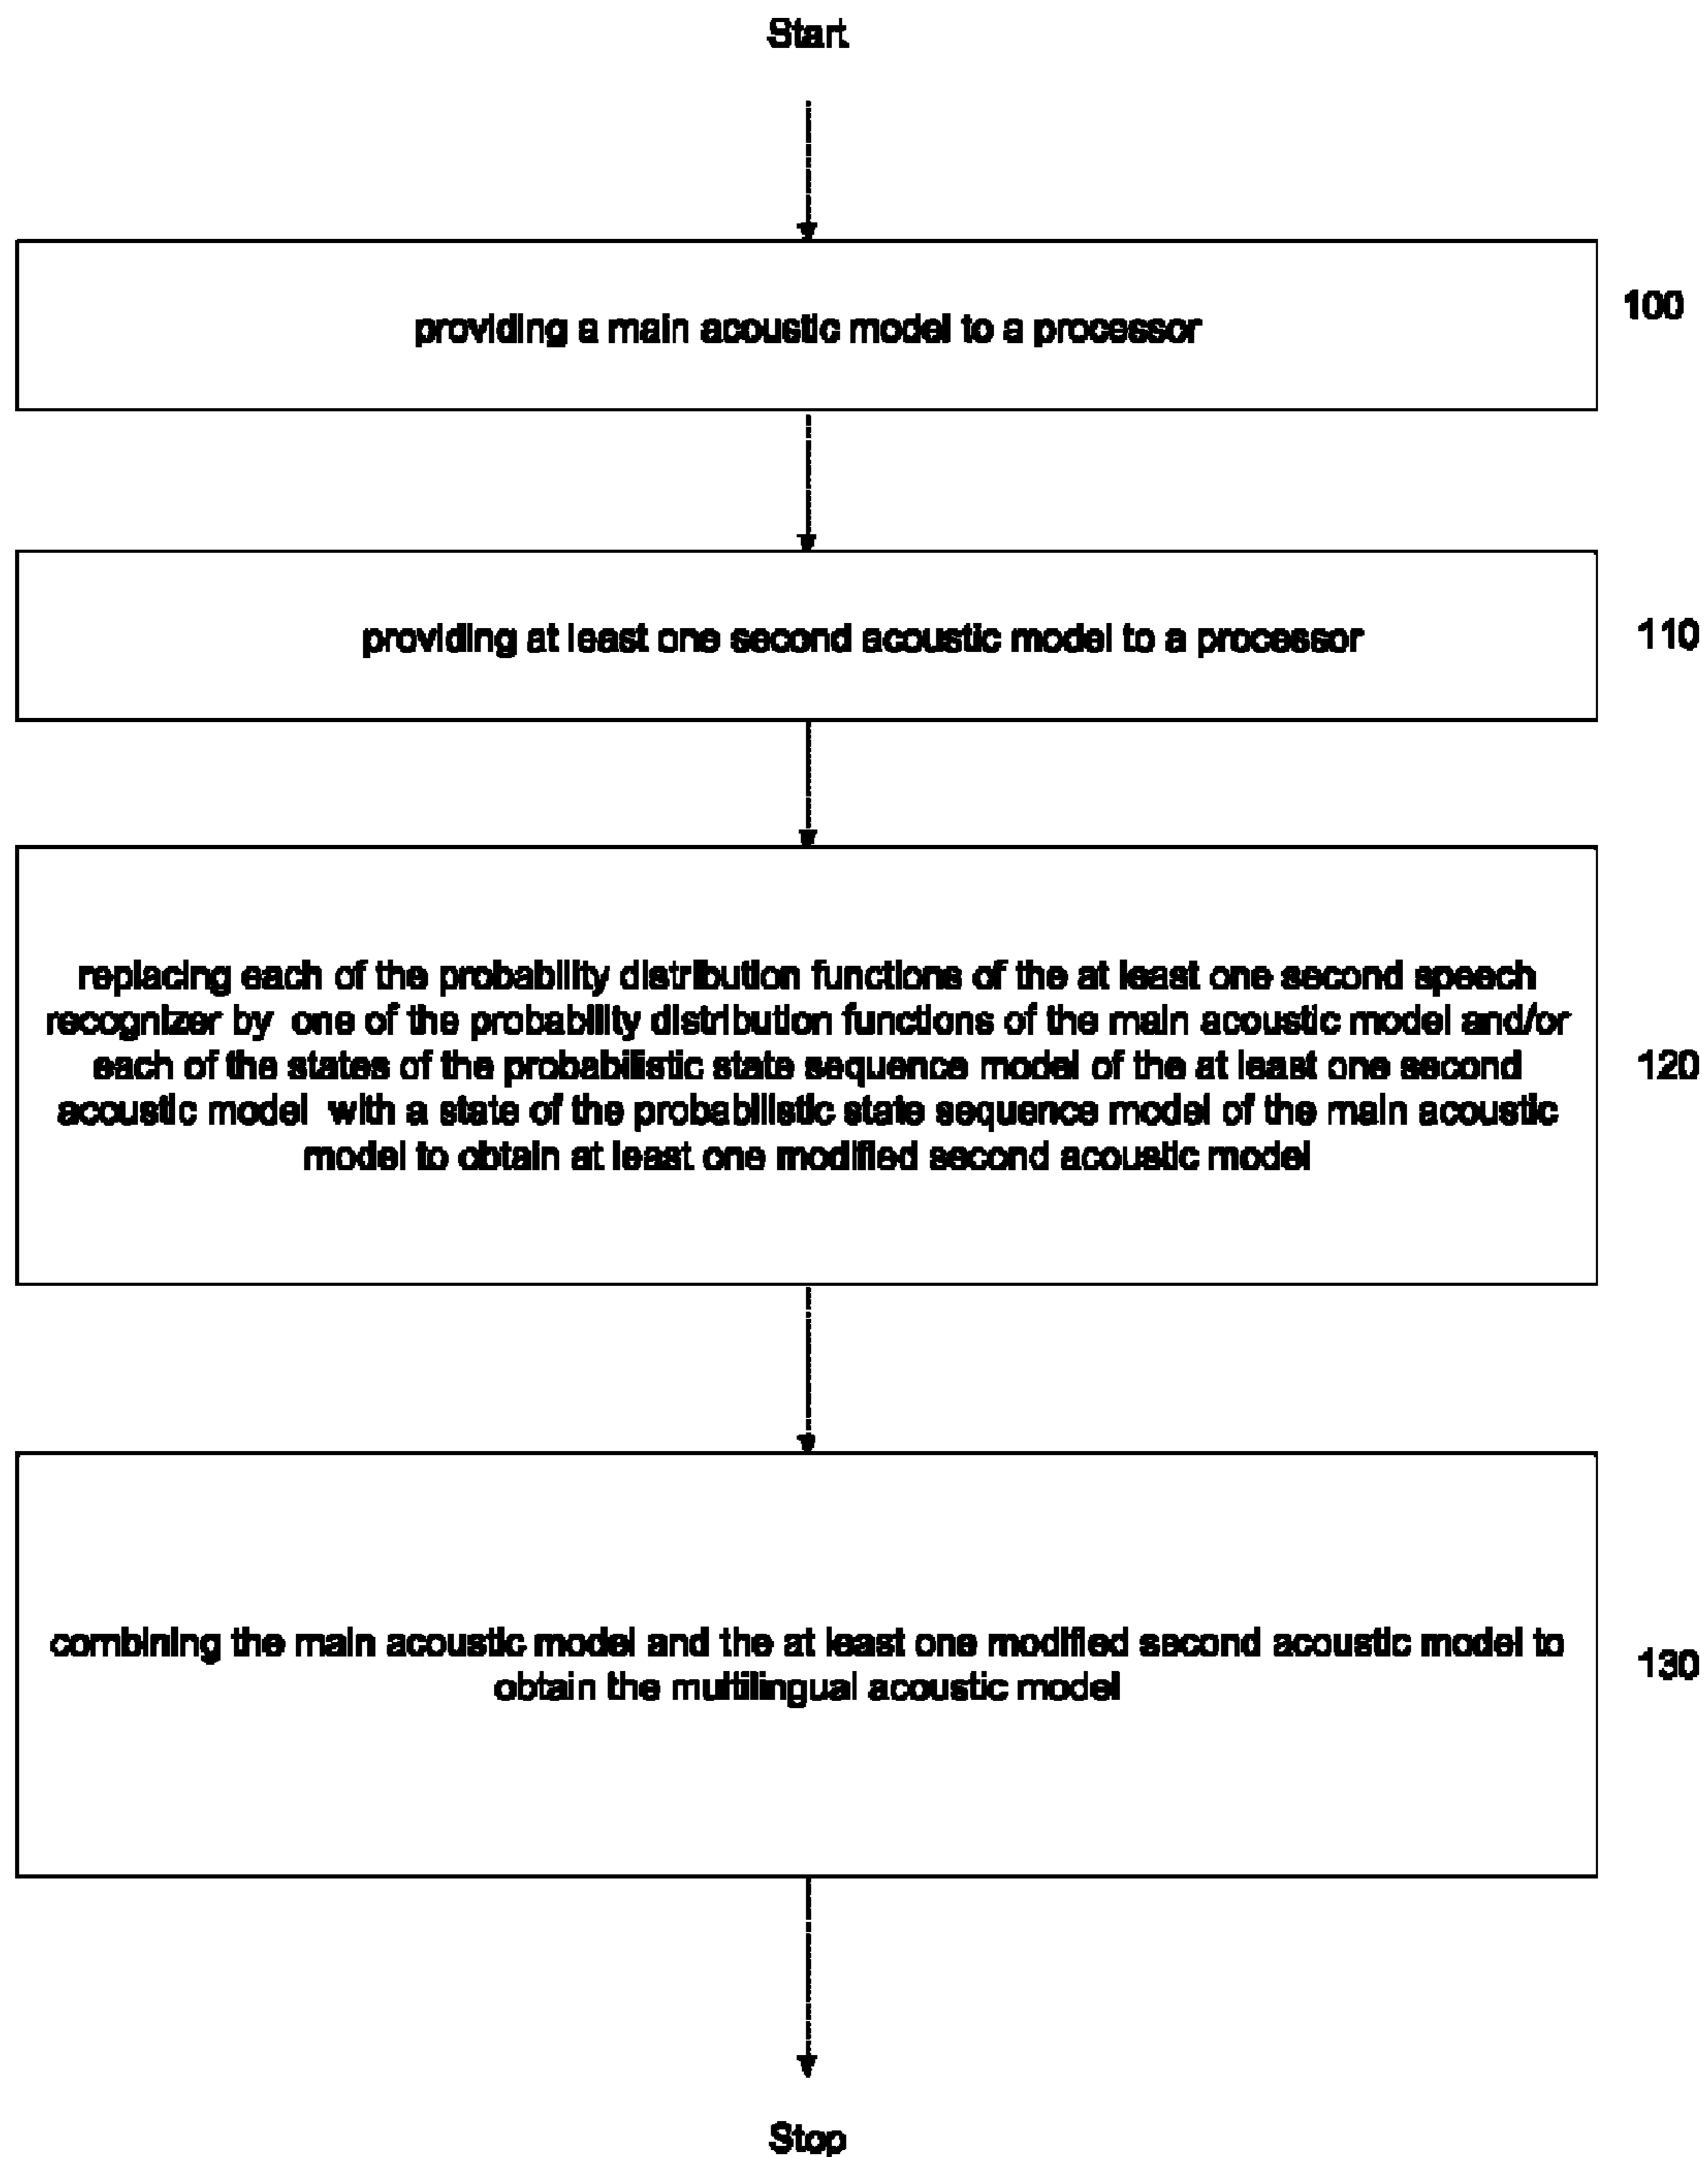 Start
providing a main acoustic model to a processor
100
providing at least one second acoustic model to a processor
110
replacing each of the probability distribution functions of the at least one second speech
recognizer by one of the probability distribution functions of the main acoustic model and/or
each of the states of the probabilistic state sequence model of the at least one second
acoustic model with a state of the probabilistic state sequence model of the main acoustic
model to obtain at least one modified second acoustic model
120
combining the main acoustic model and the at least one modified second acoustic model to
obtain the multilingual acoustic model
130
Stop